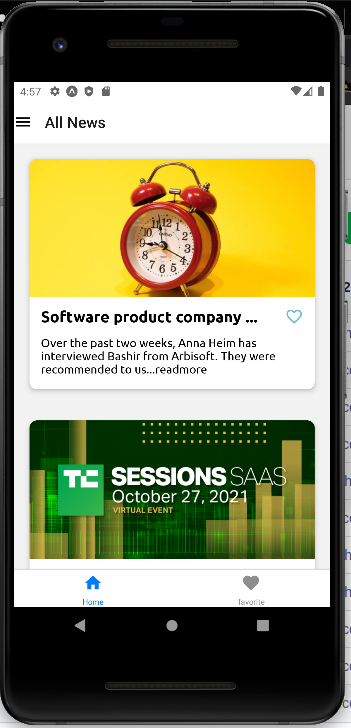 4:57
All News
Software product company ...
Over the past two weeks, Anna Heim has
interviewed Bashir from Arbisoft. They were
recommended to us...readmore
TC SESSIONS SAAS
October 27, 2021
VIRTUAL EVENT
Home
favorite